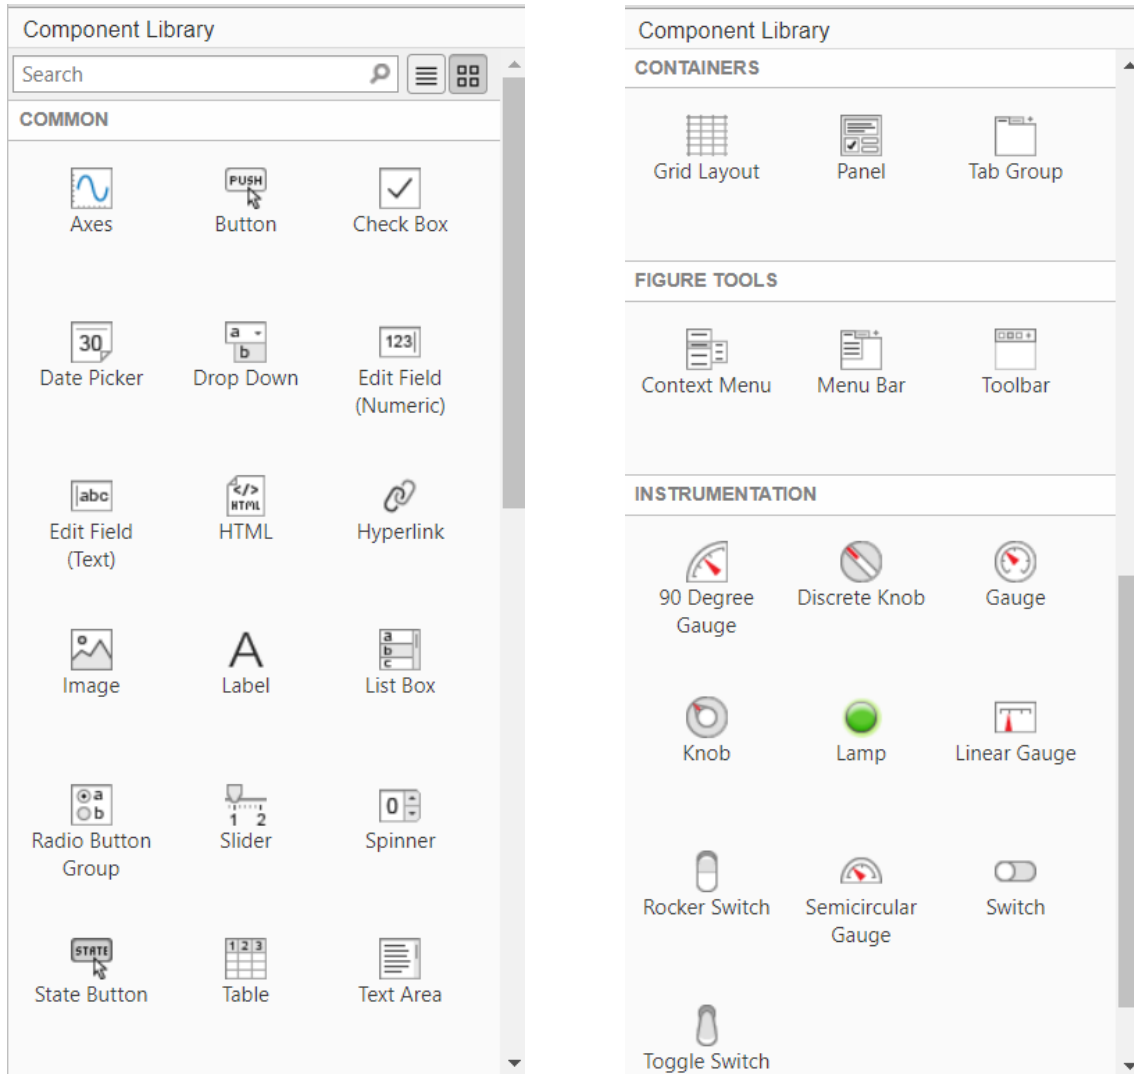 Component Library
Search
COMMON
PUSH
Axes
Button
Check Box
30
a
b
123
Date Picker
Drop Down
Edit Field
(Numeric)
abc
</>
HTML
Edit Field
(Text)
HTML
Hyperlink
a
b
c
A
Image
Label
List Box
a
b
1 2
0
Radio Button
Group
Slider
Spinner
STATE
1 2 3
State Button
Table
Text Area
Component Library
CONTAINERS
Grid Layout
Panel
Tab Group
FIGURE TOOLS
Context Menu
Menu Bar
Toolbar
INSTRUMENTATION
90 Degree
Gauge
Discrete Knob
Gauge
Knob
Lamp
Linear Gauge
Rocker Switch
Semicircular
Gauge
Switch
Toggle Switch